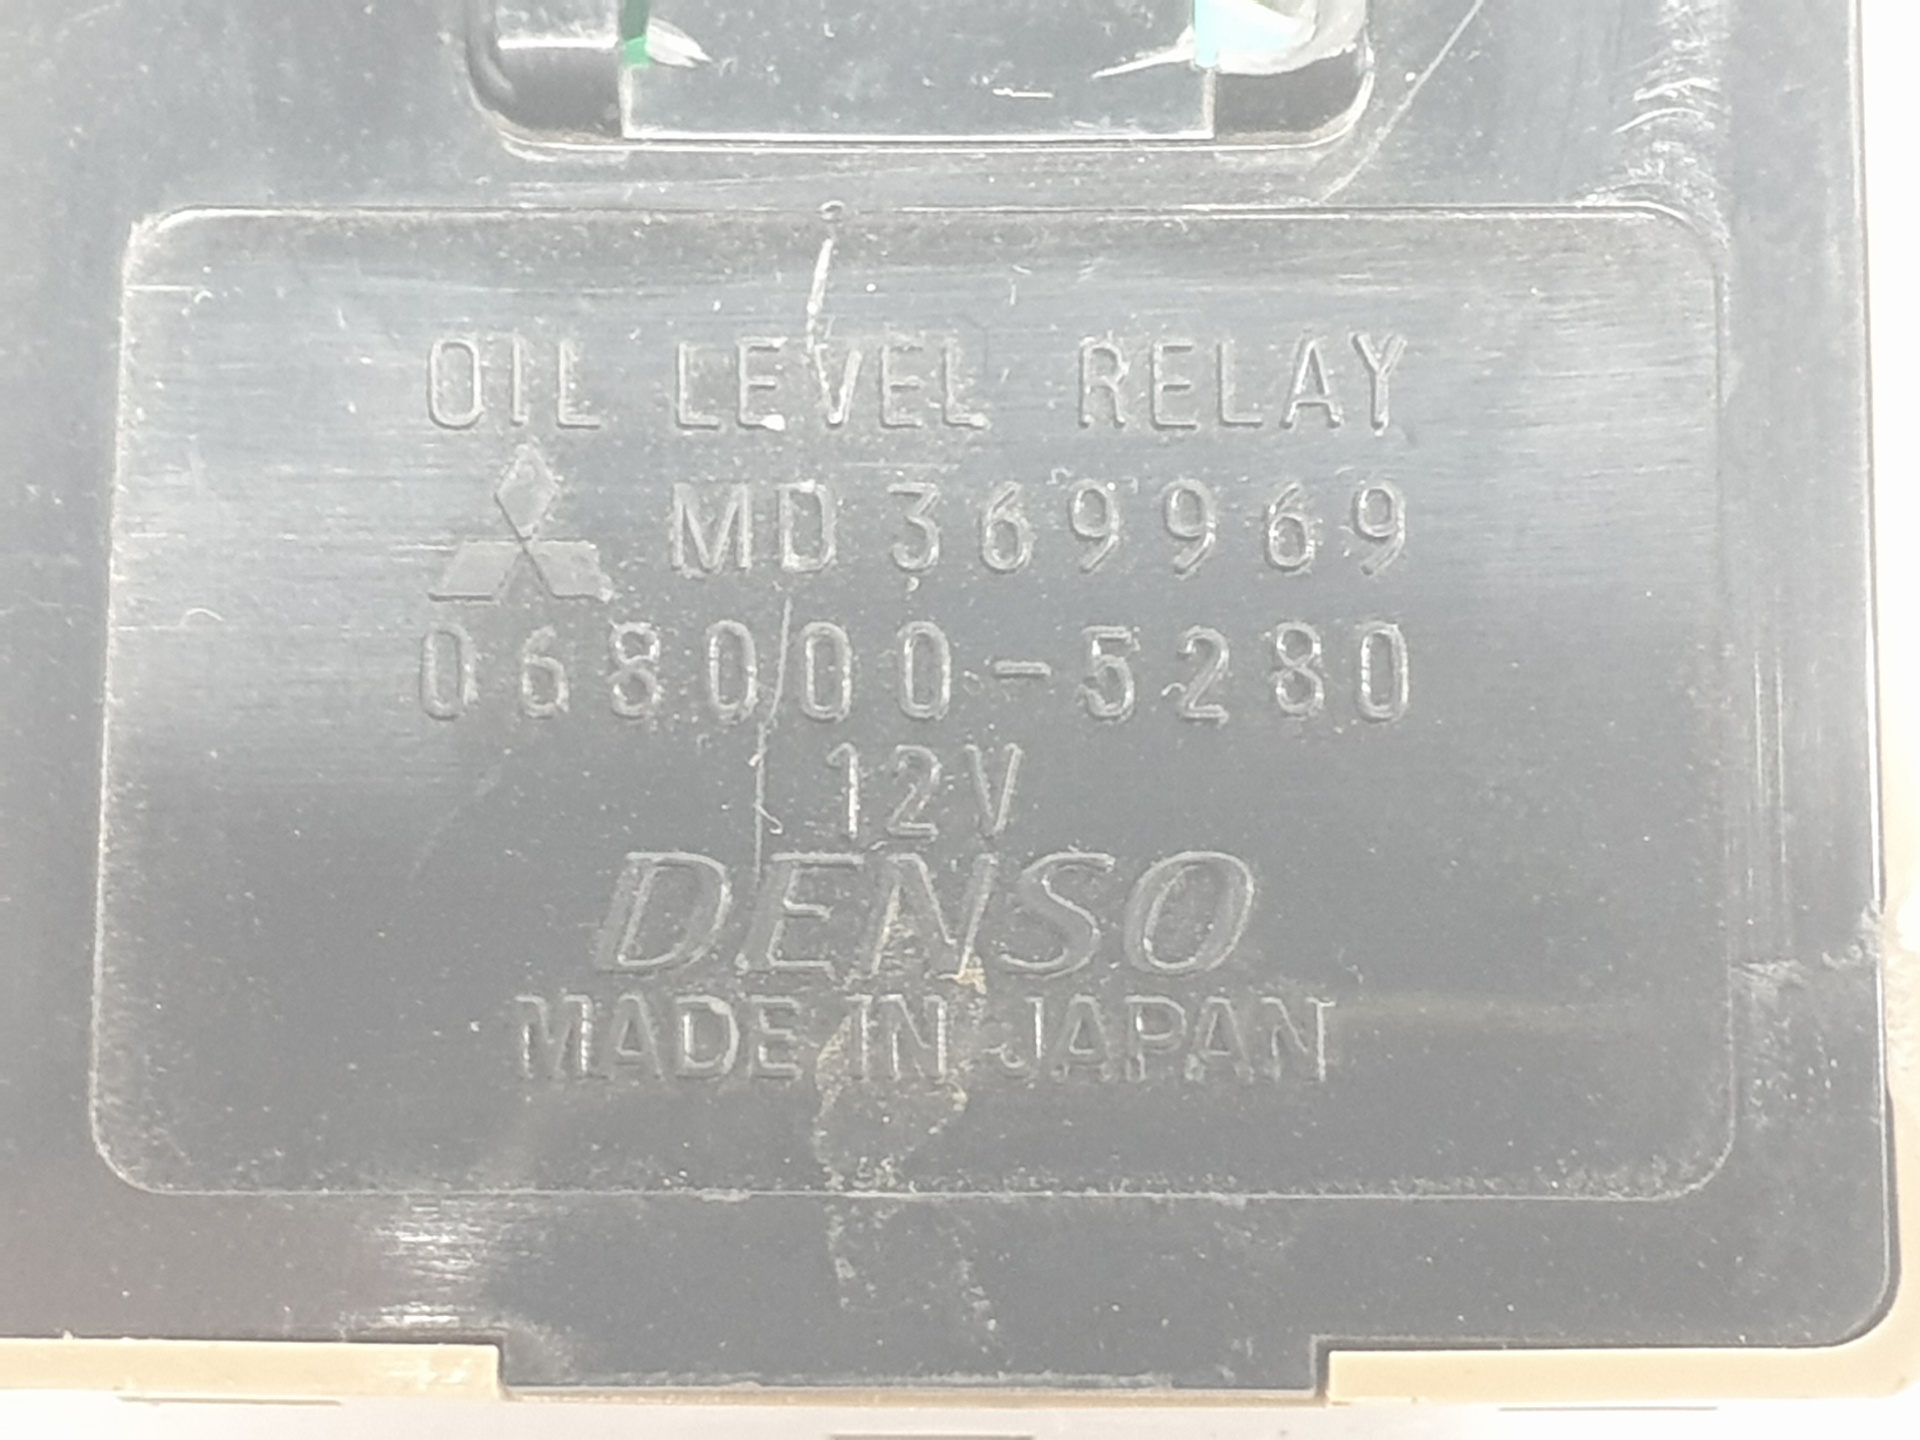 OIL LEVEL RELAY
MD369969
068000-5280
12V
DENSO
MADE IN JAPAN